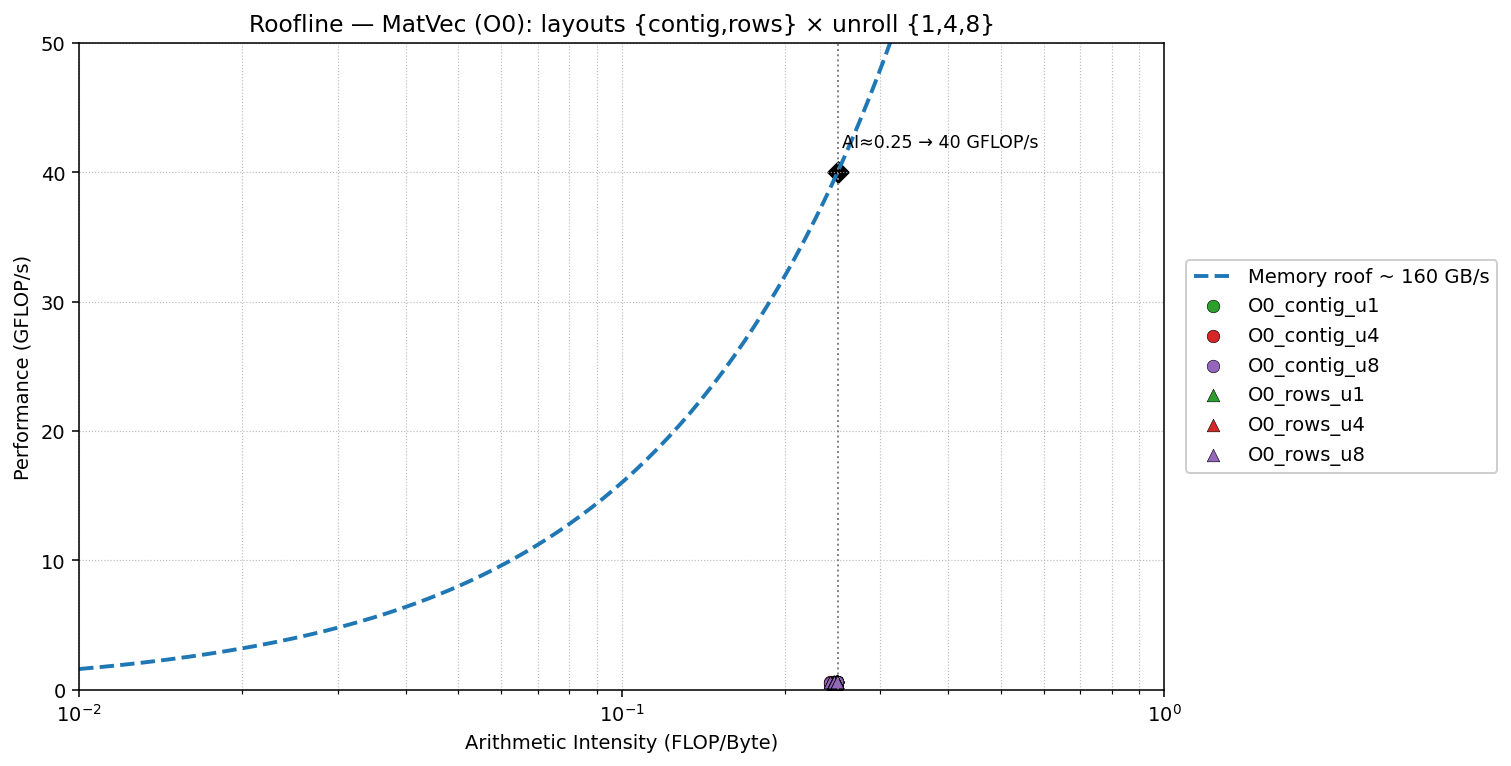 Roofline — MatVec (O0): layouts {contig,rows} × unroll {1,4,8}
50
40
30
20
10
0
Performance (GFLOP/s)
AI≈0.25 → 40 GFLOP/s
10⁻²
10⁻¹
10⁰
Arithmetic Intensity (FLOP/Byte)
Memory roof ~ 160 GB/s
O0_contig_u1
O0_contig_u4
O0_contig_u8
O0_rows_u1
O0_rows_u4
O0_rows_u8